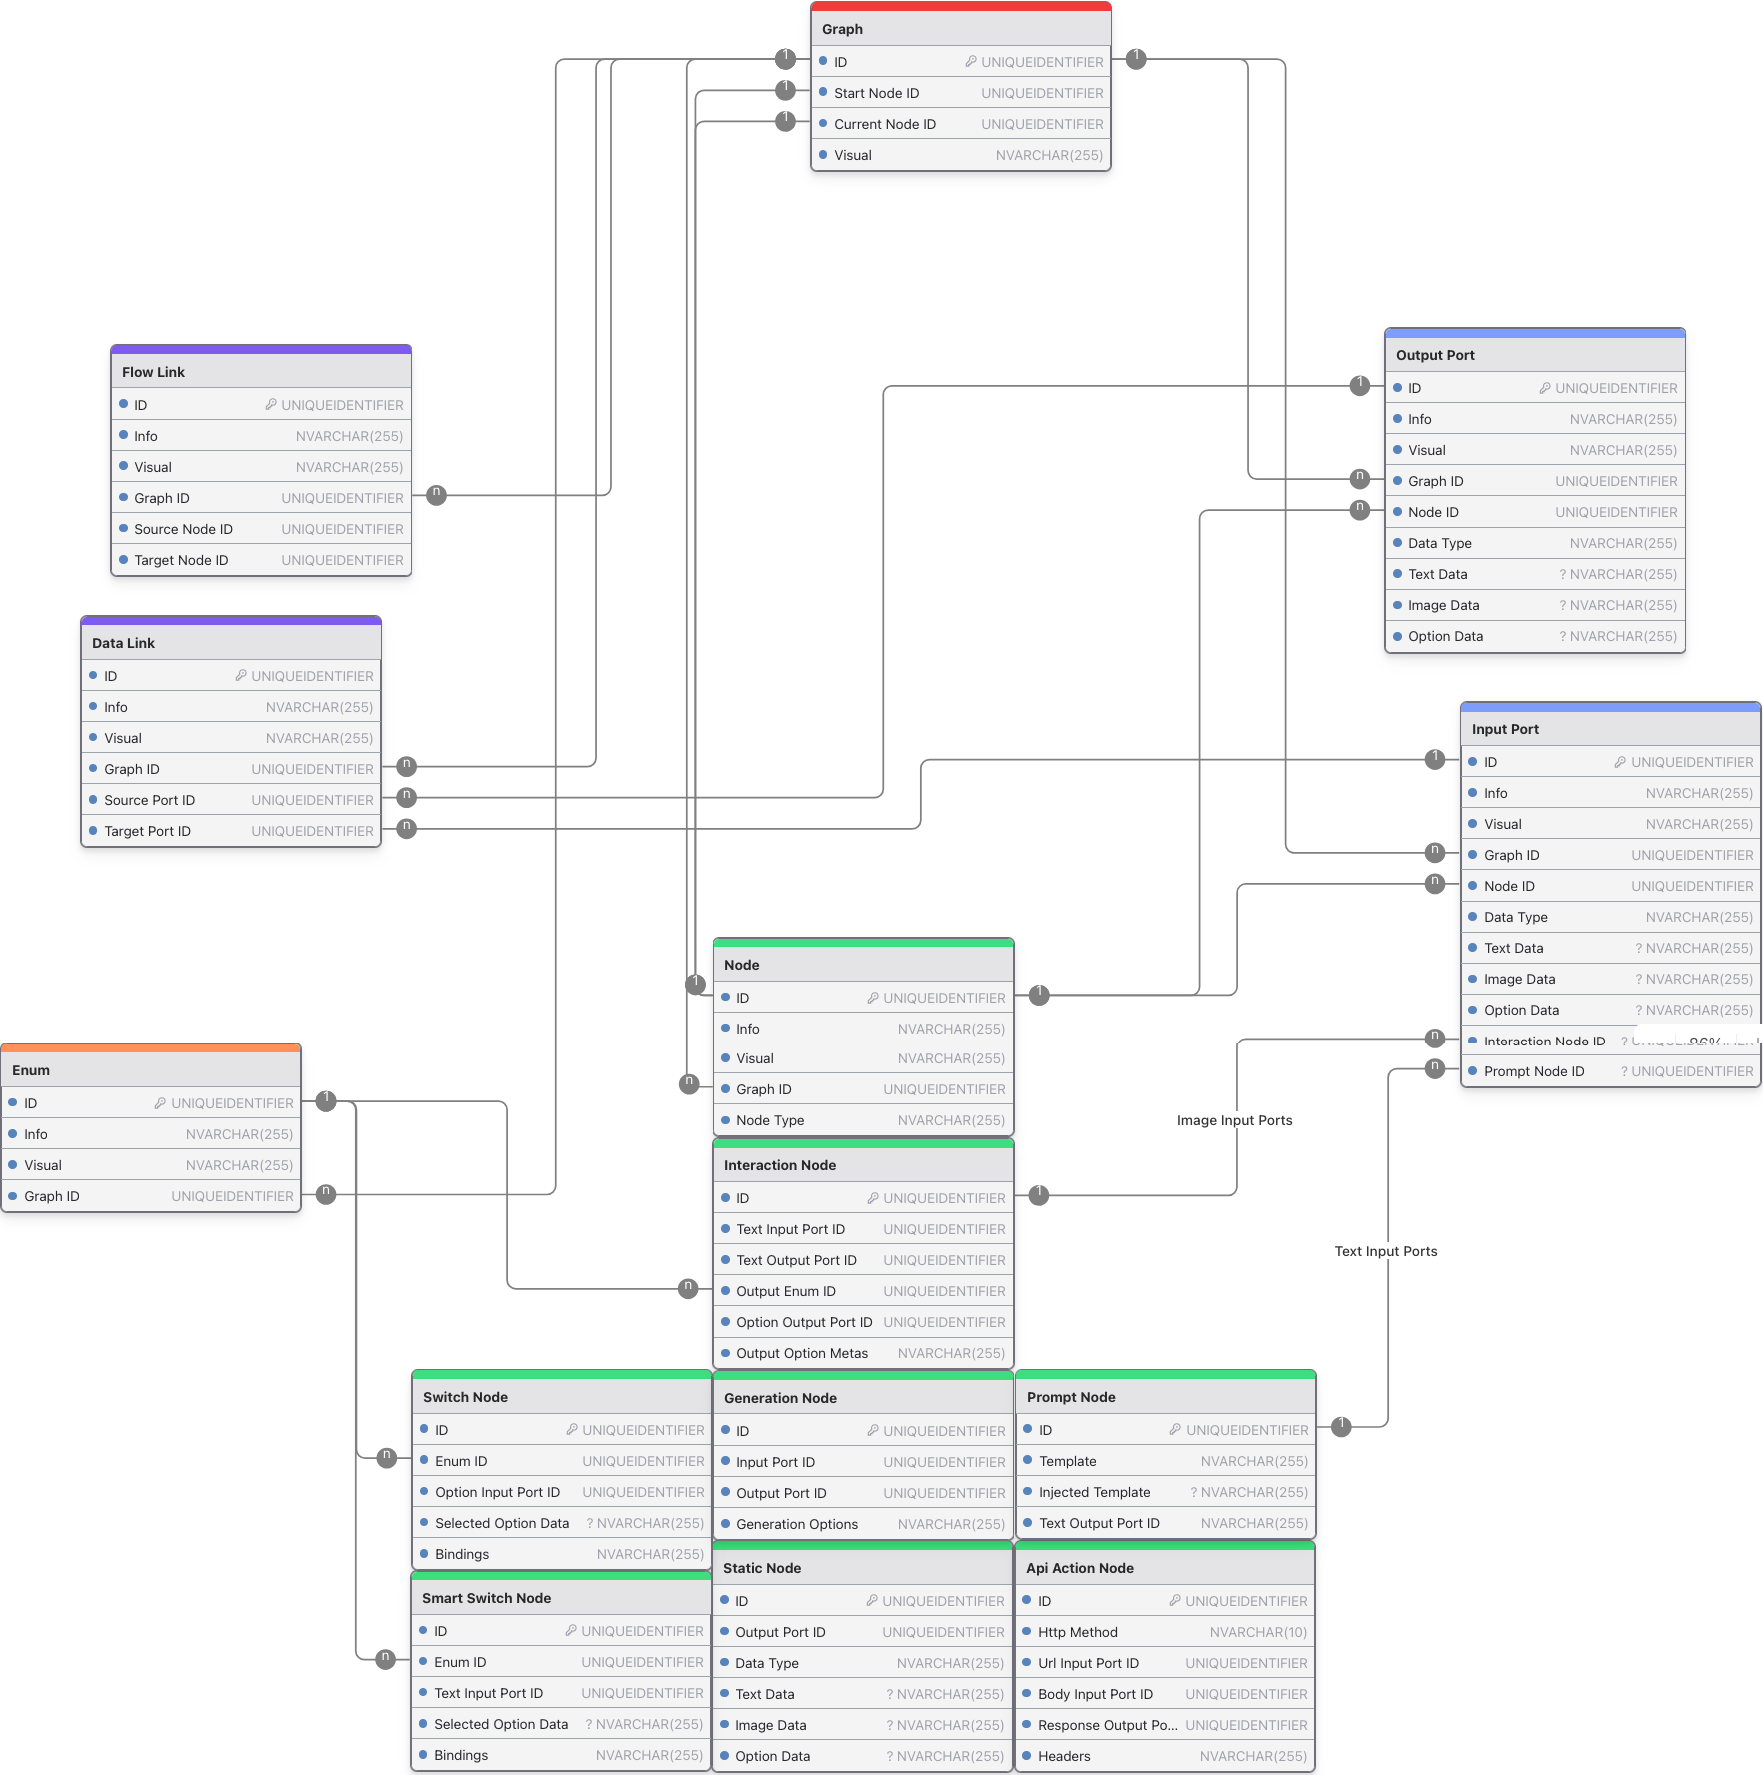 Graph
ID UNIQUEIDENTIFIER
Start Node ID UNIQUEIDENTIFIER
Current Node ID UNIQUEIDENTIFIER
Visual NVARCHAR(255)
1
1
1
1
Flow Link
ID UNIQUEIDENTIFIER
Info NVARCHAR(255)
Visual NVARCHAR(255)
Graph ID UNIQUEIDENTIFIER
Source Node ID UNIQUEIDENTIFIER
Target Node ID UNIQUEIDENTIFIER
n
Output Port
ID UNIQUEIDENTIFIER
Info NVARCHAR(255)
Visual NVARCHAR(255)
Graph ID UNIQUEIDENTIFIER
Node ID UNIQUEIDENTIFIER
Data Type NVARCHAR(255)
Text Data ? NVARCHAR(255)
Image Data ? NVARCHAR(255)
Option Data ? NVARCHAR(255)
1
n
n
Data Link
ID UNIQUEIDENTIFIER
Info NVARCHAR(255)
Visual NVARCHAR(255)
Graph ID UNIQUEIDENTIFIER
Source Port ID UNIQUEIDENTIFIER
Target Port ID UNIQUEIDENTIFIER
n
n
n
Input Port
ID UNIQUEIDENTIFIER
Info NVARCHAR(255)
Visual NVARCHAR(255)
Graph ID UNIQUEIDENTIFIER
Node ID UNIQUEIDENTIFIER
Data Type NVARCHAR(255)
Text Data ? NVARCHAR(255)
Image Data ? NVARCHAR(255)
Option Data ? NVARCHAR(255)
Interaction Node ID ?
Prompt Node ID ? UNIQUEIDENTIFIER
1
n
n
n
n
Node
ID UNIQUEIDENTIFIER
Info NVARCHAR(255)
Visual NVARCHAR(255)
Graph ID UNIQUEIDENTIFIER
Node Type NVARCHAR(255)
1
1
n
Enum
ID UNIQUEIDENTIFIER
Info NVARCHAR(255)
Visual NVARCHAR(255)
Graph ID UNIQUEIDENTIFIER
1
n
Image Input Ports
Text Input Ports
Interaction Node
ID UNIQUEIDENTIFIER
Text Input Port ID UNIQUEIDENTIFIER
Text Output Port ID UNIQUEIDENTIFIER
Output Enum ID UNIQUEIDENTIFIER
Option Output Port ID UNIQUEIDENTIFIER
Output Option Metas NVARCHAR(255)
1
n
Switch Node
ID UNIQUEIDENTIFIER
Enum ID UNIQUEIDENTIFIER
Option Input Port ID UNIQUEIDENTIFIER
Selected Option Data ? NVARCHAR(255)
Bindings NVARCHAR(255)
n
Generation Node
ID UNIQUEIDENTIFIER
Input Port ID UNIQUEIDENTIFIER
Output Port ID UNIQUEIDENTIFIER
Generation Options NVARCHAR(255)
Prompt Node
ID UNIQUEIDENTIFIER
Template NVARCHAR(255)
Injected Template ? NVARCHAR(255)
Text Output Port ID NVARCHAR(255)
1
Smart Switch Node
ID UNIQUEIDENTIFIER
Enum ID UNIQUEIDENTIFIER
Text Input Port ID UNIQUEIDENTIFIER
Selected Option Data ? NVARCHAR(255)
Bindings NVARCHAR(255)
n
Static Node
ID UNIQUEIDENTIFIER
Output Port ID UNIQUEIDENTIFIER
Data Type NVARCHAR(255)
Text Data ? NVARCHAR(255)
Image Data ? NVARCHAR(255)
Option Data ? NVARCHAR(255)
Api Action Node
ID UNIQUEIDENTIFIER
Http Method NVARCHAR(10)
Url Input Port ID UNIQUEIDENTIFIER
Body Input Port ID UNIQUEIDENTIFIER
Response Output Po... UNIQUEIDENTIFIER
Headers NVARCHAR(255)